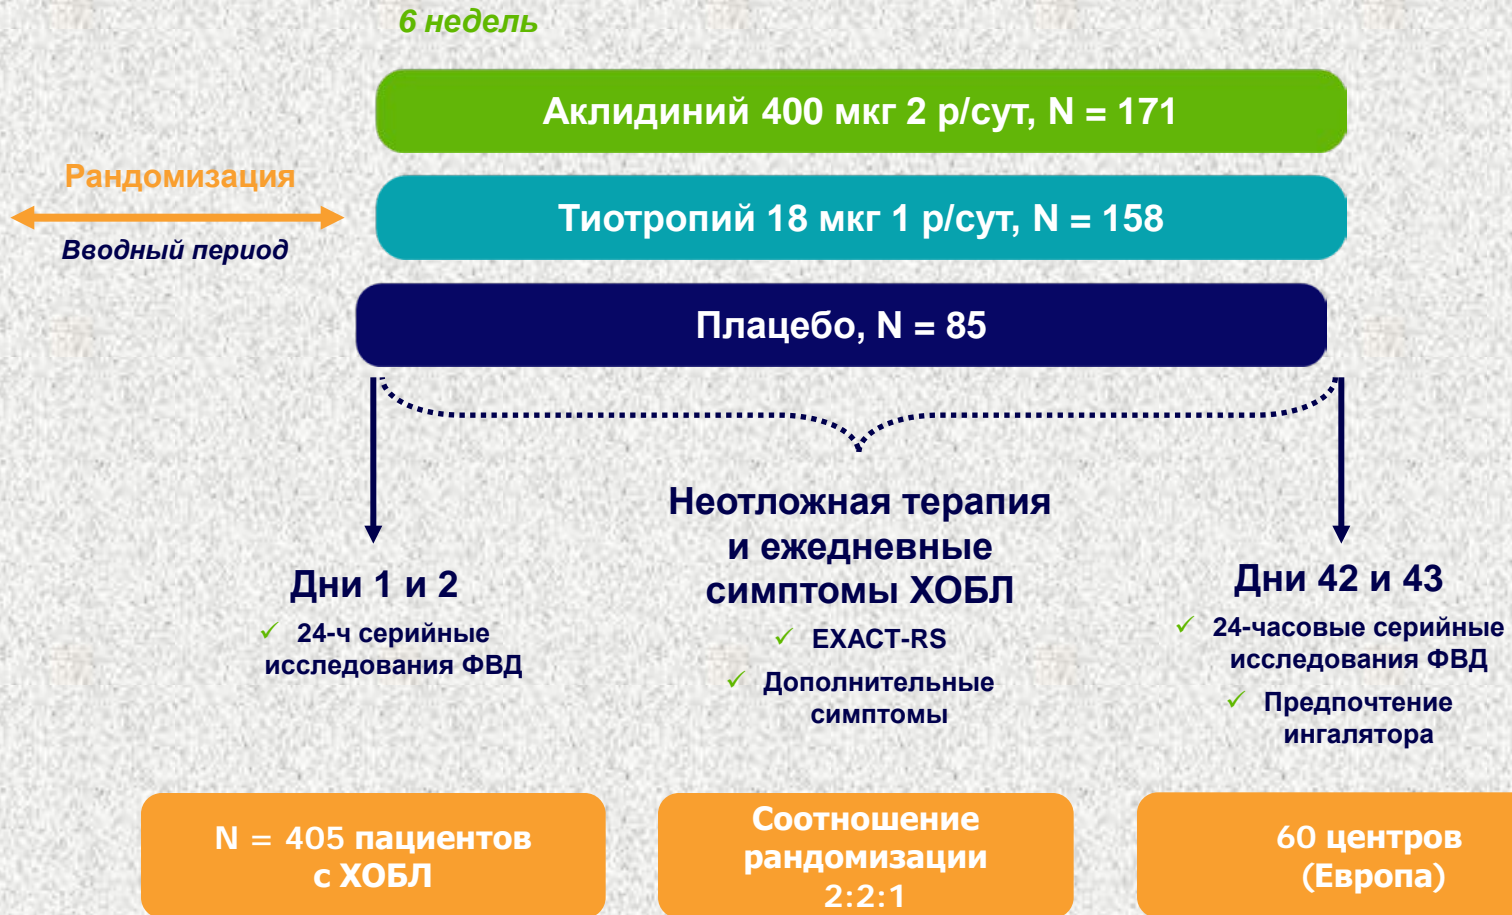 6 недель
Аклидиний 400 мкг 2 р/сут, N = 171
Рандомизация
Тиотропий 18 мкг 1 р/сут, N = 158
Вводный период
Плацебо, N = 85
Дни 1 и 2
✓ 24-ч серийные
исследования ФВД
Неотложная терапия
и ежедневные
симптомы ХОБЛ
✓ EXACT-RS
✓ Дополнительные
симптомы
Дни 42 и 43
✓ 24-часовые серийные
исследования ФВД
✓ Предпочтение
ингалятора
N = 405 пациентов
с ХОБЛ
Соотношение
рандомизации
2:2:1
60 центров
(Европа)